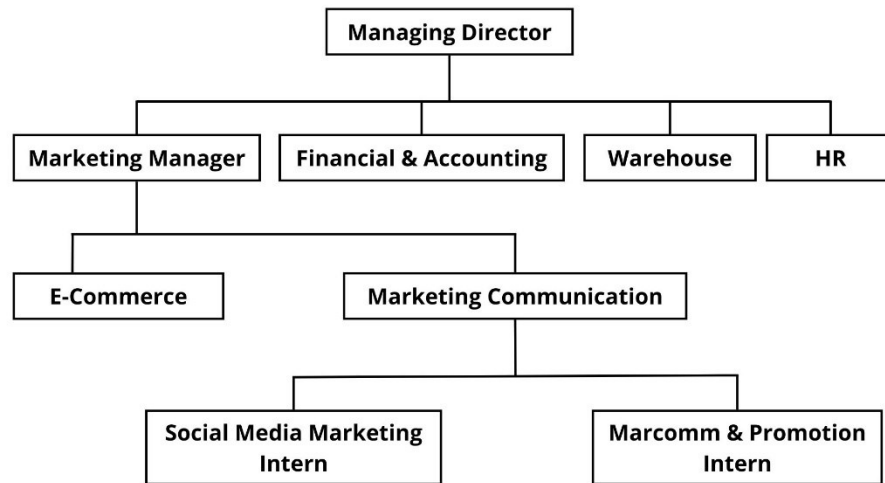 Managing Director
Marketing Manager
Financial & Accounting
Warehouse
HR
E-Commerce
Marketing Communication
Social Media Marketing
Intern
Marcomm & Promotion
Intern